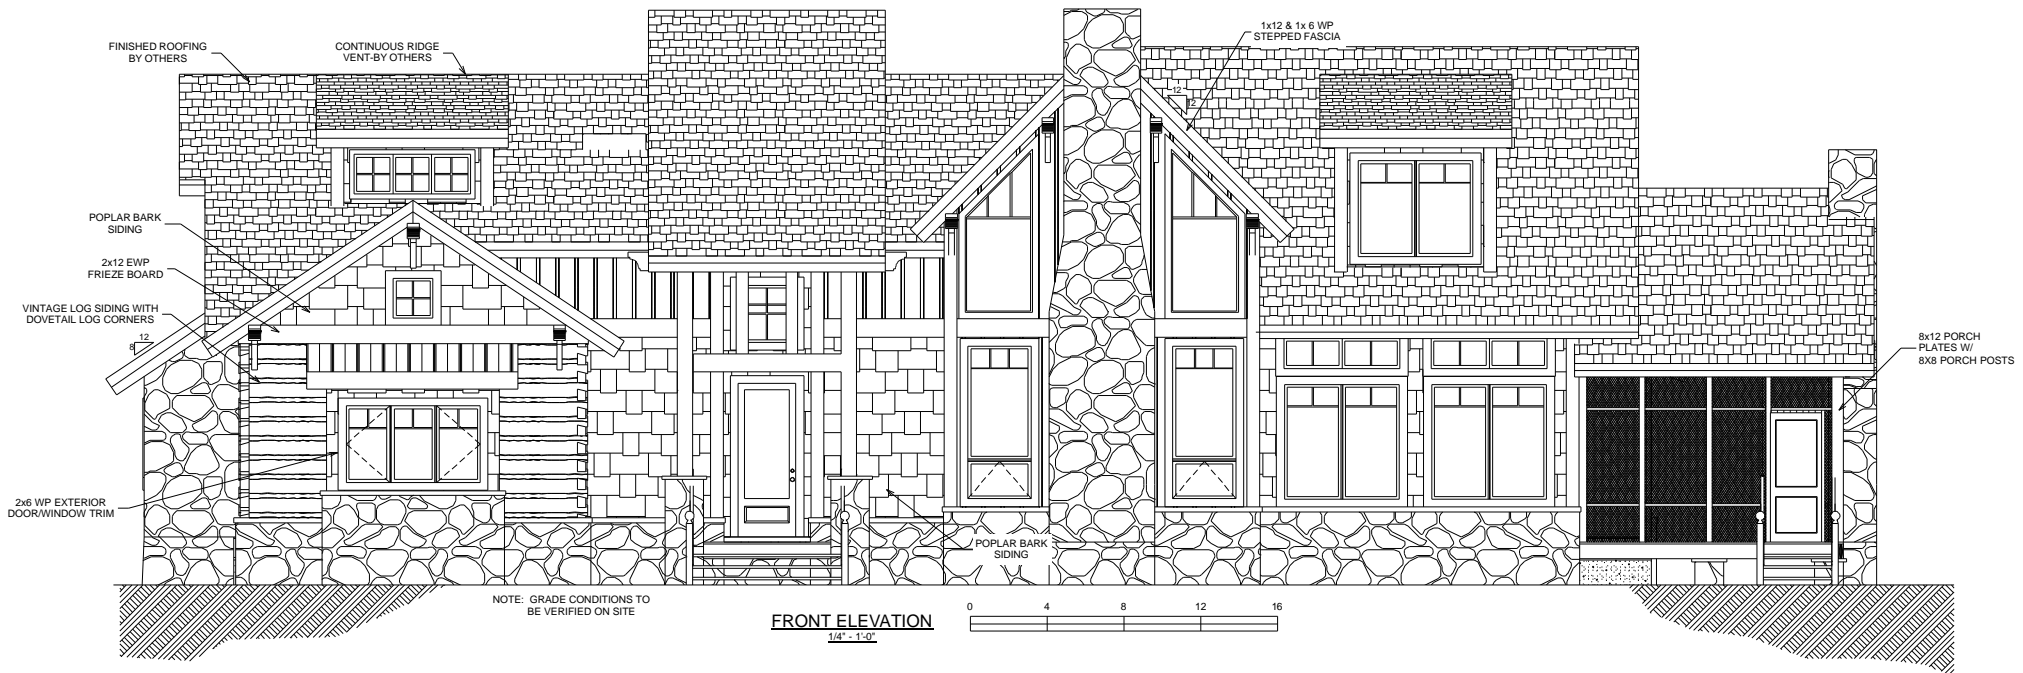 FINISHED ROOFING
BY OTHERS
CONTINUOUS RIDGE
VENT-BY OTHERS
1x12 & 1x 6 WP
STEPPED FASCIA
12
12
POPLAR BARK
SIDING
2x12 EWP
FRIEZE BOARD
VINTAGE LOG SIDING WITH
DOVETAIL LOG CORNERS
12
8
8x12 PORCH
PLATES W/
8X8 PORCH POSTS
2x6 WP EXTERIOR
DOOR/WINDOW TRIM
POPLAR BARK
SIDING
NOTE: GRADE CONDITIONS TO
BE VERIFIED ON SITE
FRONT ELEVATION
1/4" - 1'-0"
0 4 8 12 16